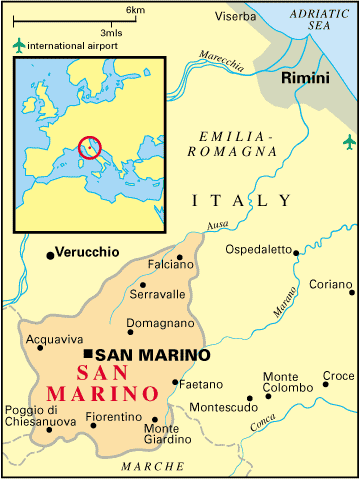 6km
3mls
international airport
Viserba
ADRIATIC
SEA
Marecchia
Rimini
EMILIA-
ROMAGNA
ITALY
Ausa
Verucchio
Falciano
Ospedaletto
Serravalle
Coriano
Marano
Domagnano
Acquaviva
SAN MARINO
SAN
MARINO
Faetano
Monte
Colombo
Croce
Montescudo
Poggio di
Chiesanuova
Fiorentino
Monte
Giardino
Conca
MARCHE